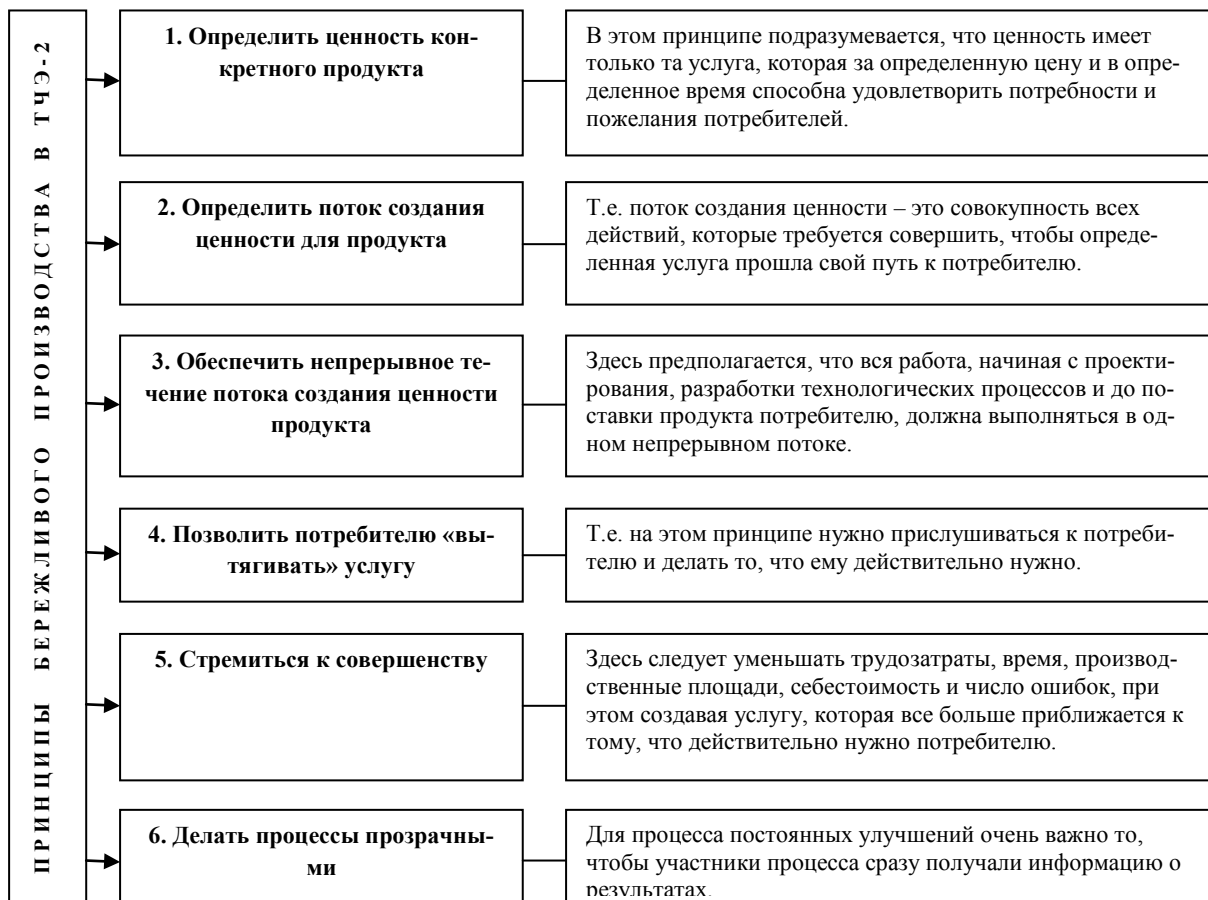 ПРИНЦИПЫ БЕРЕЖЛИВОГО ПРОИЗВОДСТВА В ТЧЭ-2
1. Определить ценность кон-
кретного продукта
В этом принципе подразумевается, что ценность имеет
только та услуга, которая за определенную цену и в опре-
деленное время способна удовлетворить потребности и
пожелания потребителей.
2. Определить поток создания
ценности для продукта
Т.е. поток создания ценности – это совокупность всех
действий, которые требуется совершить, чтобы опреде-
ленная услуга прошла свой путь к потребителю.
3. Обеспечить непрерывное те-
чение потока создания ценности
продукта
Здесь предполагается, что вся работа, начиная с проекти-
рования, разработки технологических процессов и до по-
ставки продукта потребителю, должна выполняться в од-
ном непрерывном потоке.
4. Позволить потребителю «вы-
тягивать» услугу
Т.е. на этом принципе нужно прислушиваться к потреби-
телю и делать то, что ему действительно нужно.
5. Стремиться к совершенству
Здесь следует уменьшать трудозатраты, время, производ-
ственные площади, себестоимость и число ошибок, при
этом создавая услугу, которая все больше приближается к
тому, что действительно нужно потребителю.
6. Делать процессы прозрачны-
ми
Для процесса постоянных улучшений очень важно то,
чтобы участники процесса сразу получали информацию о
результатах.